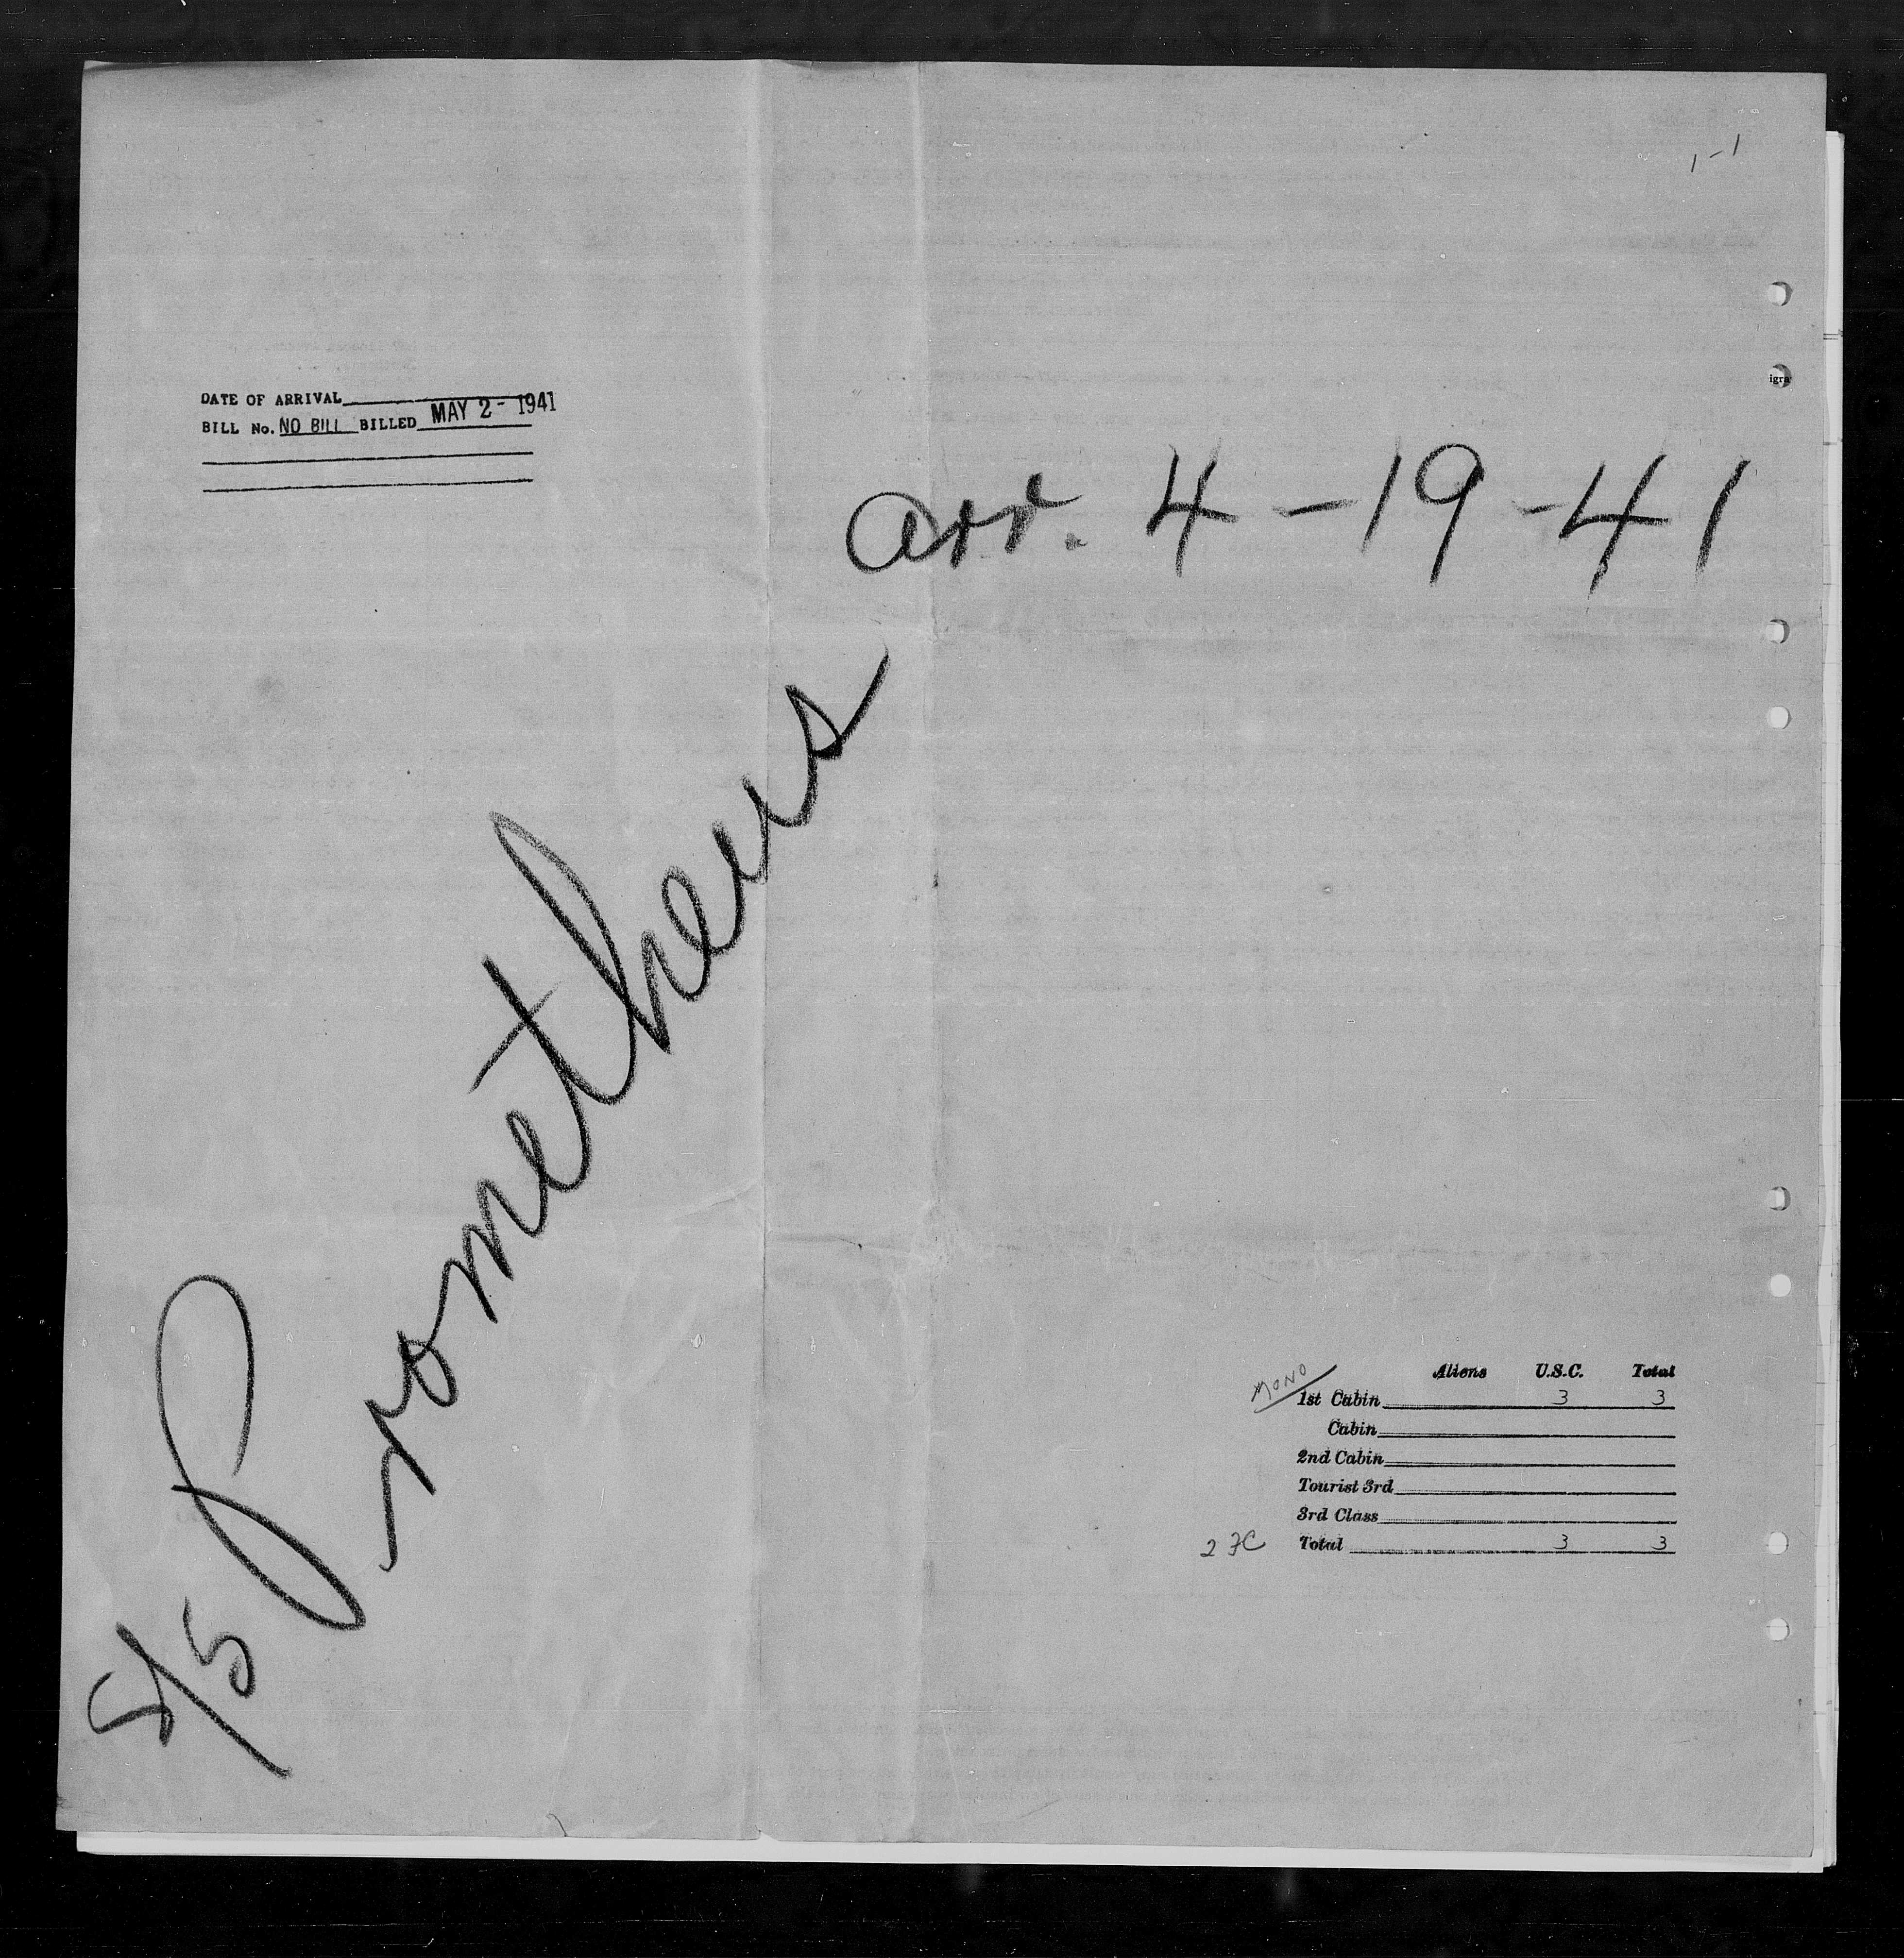 1-1
DATE OF ARRIVAL
BILL No. NO BILL BILLED MAY 2 - 1941
igra
arr. 4-19-41
S/S Prometheus
Aliens U.S.C. Total
MONO
1st Cabin 3 3
Cabin
2nd Cabin
Tourist 3rd
3rd Class
2 FC Total 3 3